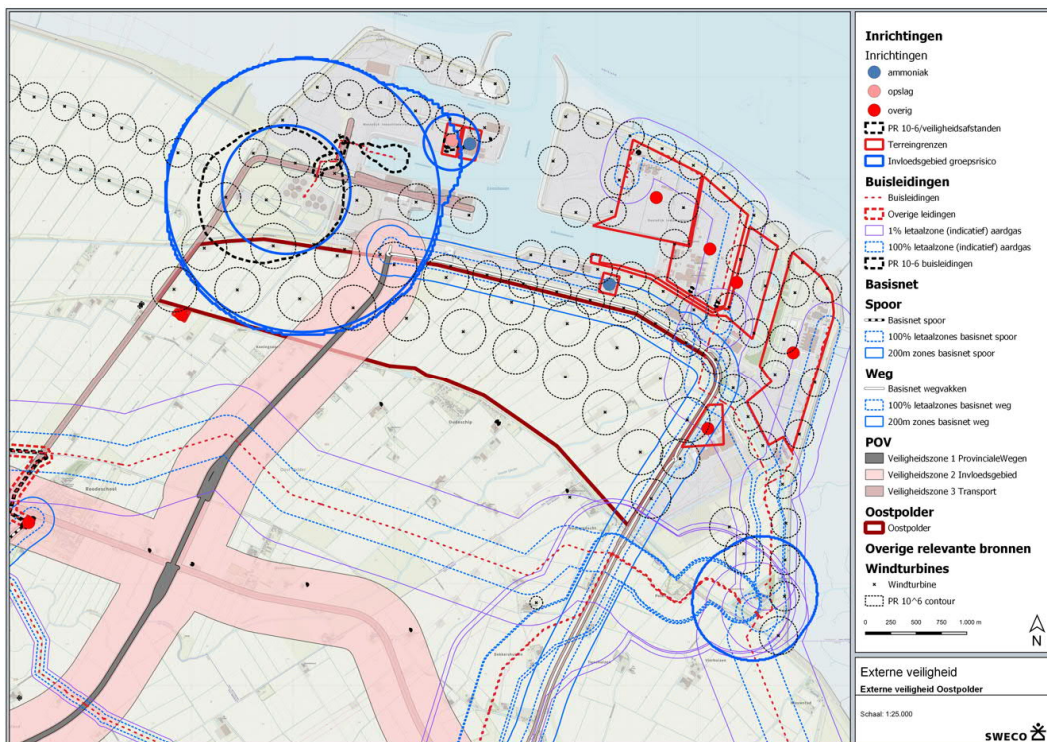 Inrichtingen
Inrichtingen
ammoniak
opslag
overig
PR 10-6/veiligheidsafstanden
Terreingrenzen
Invloedsgebied groepsrisico
Buisleidingen
Buisleidingen
Overige leidingen
1% letaalzone (indicatief) aardgas
100% letaalzone (indicatief) aardgas
PR 10-6 buisleidingen
Basisnet
Spoor
Basisnet spoor
100% letaalzones basisnet spoor
200m zones basisnet spoor
Weg
Basisnet wegvakken
100% letaalzones basisnet weg
200m zones basisnet weg
POV
Veiligheidszone 1 ProvincialeWegen
Veiligheidszone 2 Invloedsgebied
Veiligheidszone 3 Transport
Oostpolder
Oostpolder
Overige relevante bronnen
Windturbines
Windturbine
PR 10^6 contour
0 250 500 750 1.000 m
N
Externe veiligheid
Externe veiligheid Oostpolder
Schaal: 1:25.000
SWECO
Oudeschip